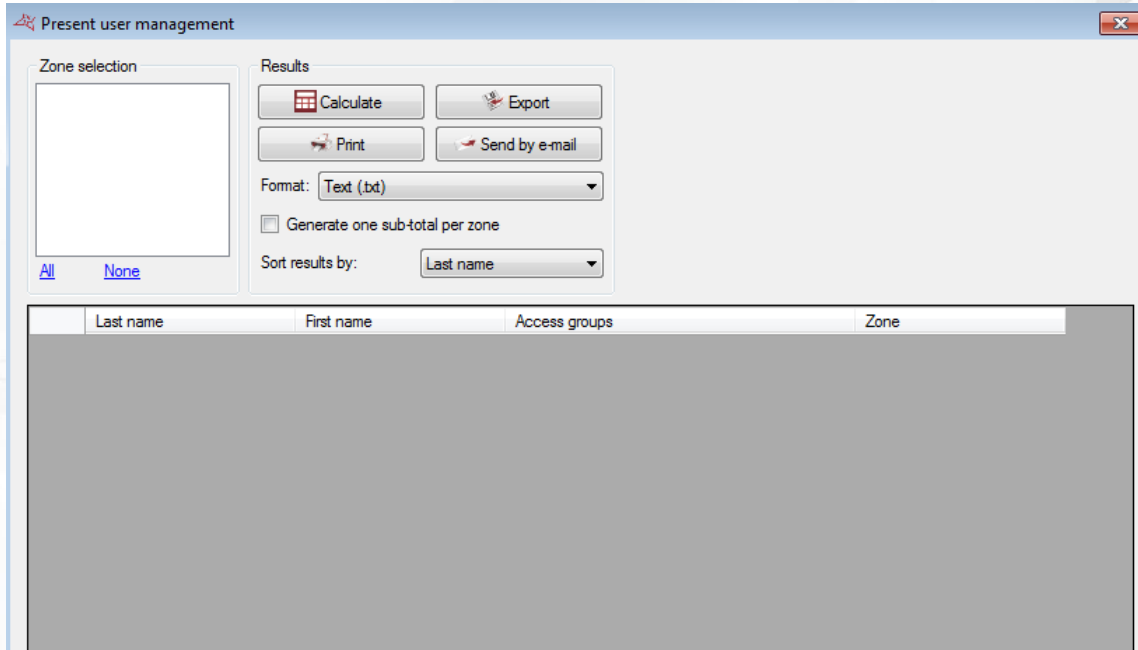 Present user management
Zone selection
All None
Results
Calculate Export
Print Send by e-mail
Format: Text (.txt)
Generate one sub-total per zone
Sort results by: Last name
Last name First name Access groups Zone